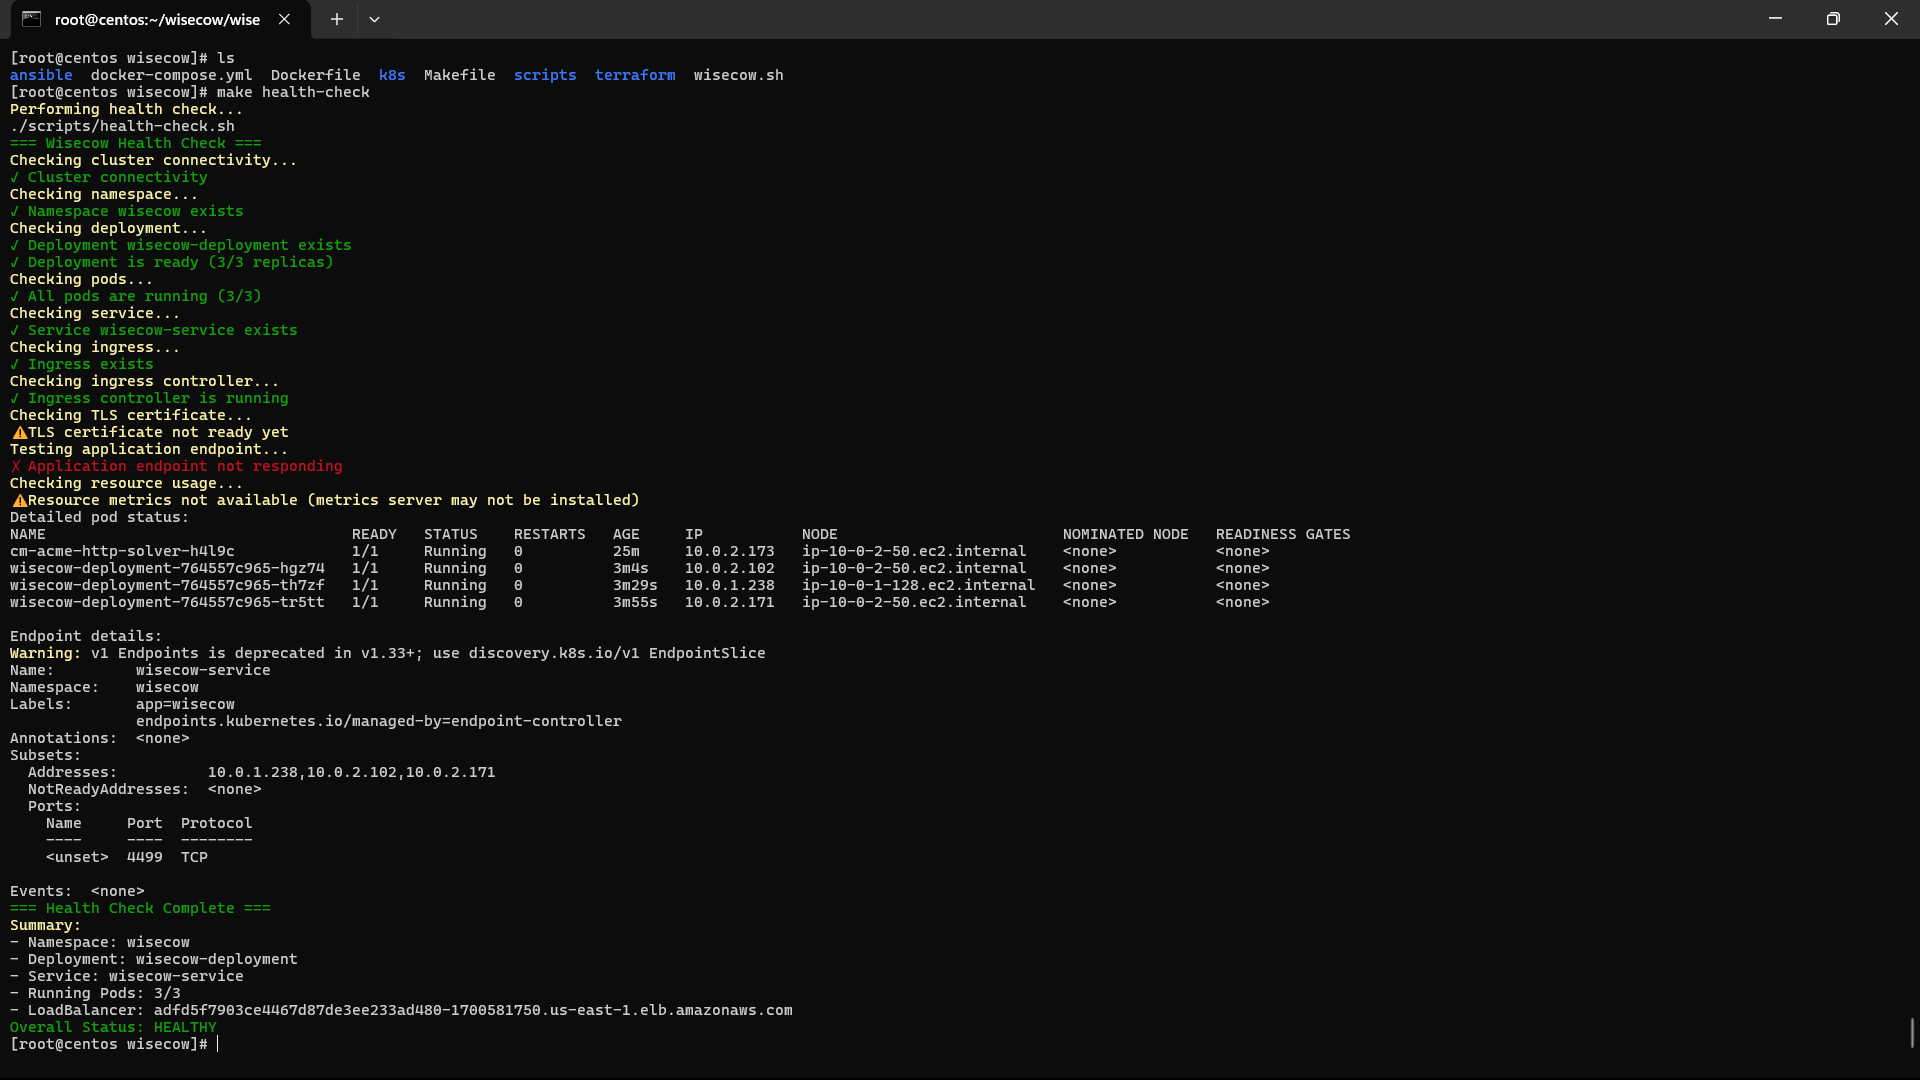 root@centos:~/wisecow/wise
[root@centos wisecow]# ls
ansible  docker-compose.yml  Dockerfile  k8s  Makefile  scripts  terraform  wisecow.sh
[root@centos wisecow]# make health-check
Performing health check...
./scripts/health-check.sh
=== Wisecow Health Check ===
Checking cluster connectivity...
✓ Cluster connectivity
Checking namespace...
✓ Namespace wisecow exists
Checking deployment...
✓ Deployment wisecow-deployment exists
✓ Deployment is ready (3/3 replicas)
Checking pods...
✓ All pods are running (3/3)
Checking service...
✓ Service wisecow-service exists
Checking ingress...
✓ Ingress exists
Checking ingress controller...
✓ Ingress controller is running
Checking TLS certificate...
⚠TLS certificate not ready yet
Testing application endpoint...
✗ Application endpoint not responding
Checking resource usage...
⚠Resource metrics not available (metrics server may not be installed)
Detailed pod status:
NAME                                  READY   STATUS    RESTARTS   AGE     IP           NODE                         NOMINATED NODE   READINESS GATES
cm-acme-http-solver-h4l9c             1/1     Running   0          25m     10.0.2.173   ip-10-0-2-50.ec2.internal    <none>           <none>
wisecow-deployment-764557c965-hgz74   1/1     Running   0          3m4s    10.0.2.102   ip-10-0-2-50.ec2.internal    <none>           <none>
wisecow-deployment-764557c965-th7zf   1/1     Running   0          3m29s   10.0.1.238   ip-10-0-1-128.ec2.internal   <none>           <none>
wisecow-deployment-764557c965-tr5tt   1/1     Running   0          3m55s   10.0.2.171   ip-10-0-2-50.ec2.internal    <none>           <none>
Endpoint details:
Warning: v1 Endpoints is deprecated in v1.33+; use discovery.k8s.io/v1 EndpointSlice
Name:         wisecow-service
Namespace:    wisecow
Labels:       app=wisecow
              endpoints.kubernetes.io/managed-by=endpoint-controller
Annotations:  <none>
Subsets:
  Addresses:          10.0.1.238,10.0.2.102,10.0.2.171
  NotReadyAddresses:  <none>
  Ports:
    Name     Port  Protocol
    ----     ----  --------
    <unset>  4499  TCP
Events:  <none>
=== Health Check Complete ===
Summary:
- Namespace: wisecow
- Deployment: wisecow-deployment
- Service: wisecow-service
- Running Pods: 3/3
- LoadBalancer: adfd5f7903ce4467d87de3ee233ad480-1700581750.us-east-1.elb.amazonaws.com
Overall Status: HEALTHY
[root@centos wisecow]#